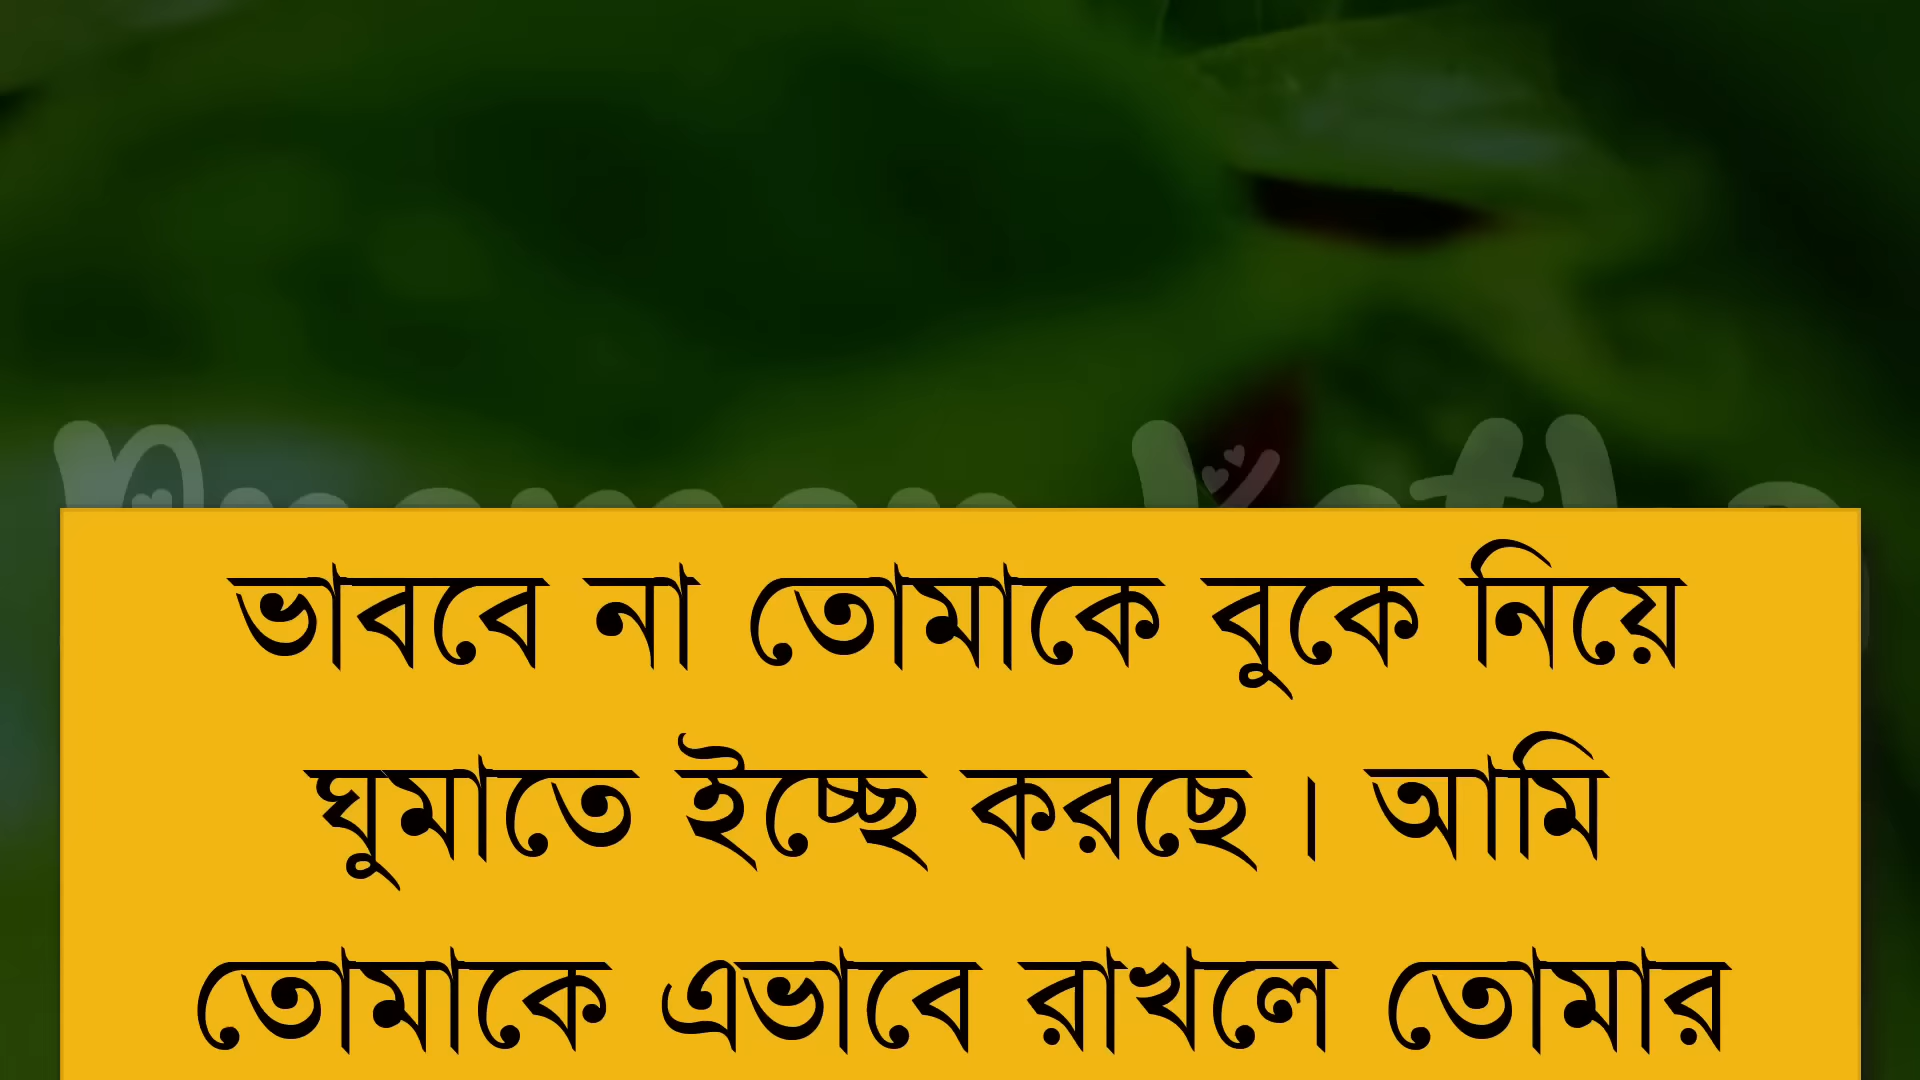 ভাববে না তোমাকে বুকে নিয়ে
ঘুমাতে ইচ্ছে করছে। আমি
তোমাকে এভাবে রাখলে তোমার